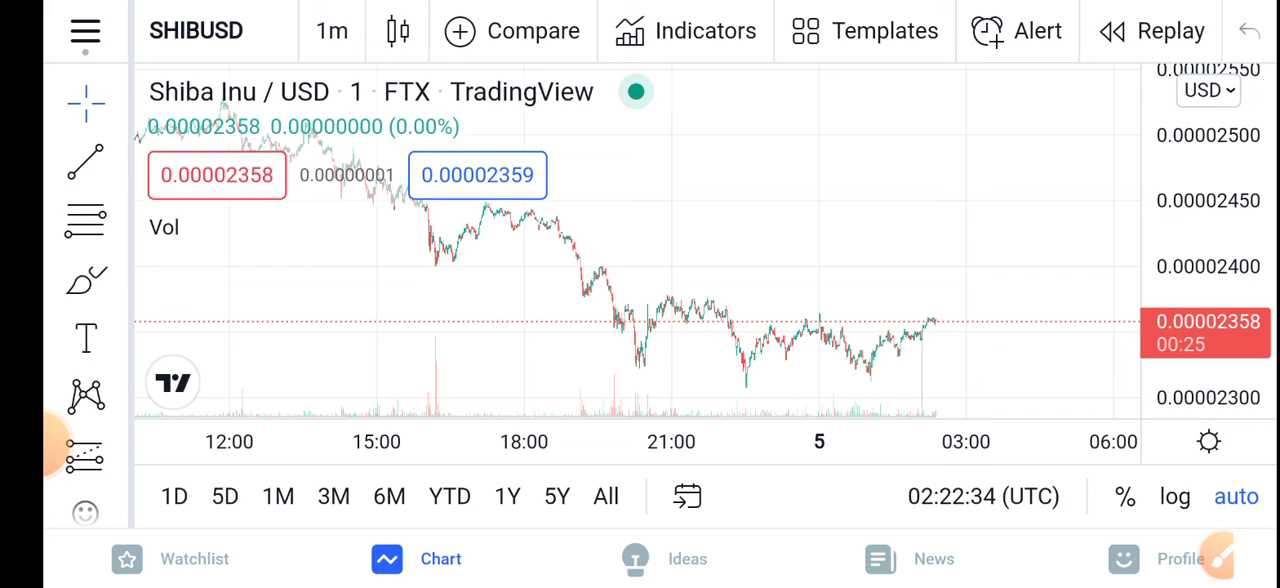 SHIBUSD 1m Compare Indicators Templates Alert Replay
Shiba Inu / USD · 1 · FTX · TradingView
0.00002358 0.00000000 (0.00%)
0.00002358 0.00000001 0.00002359
Vol
0.00002550
USD
0.00002500
0.00002450
0.00002400
0.00002358
00:25
0.00002300
12:00 15:00 18:00 21:00 5 03:00 06:00
1D 5D 1M 3M 6M YTD 1Y 5Y All 02:22:34 (UTC) % log auto
Watchlist Chart Ideas News Profile